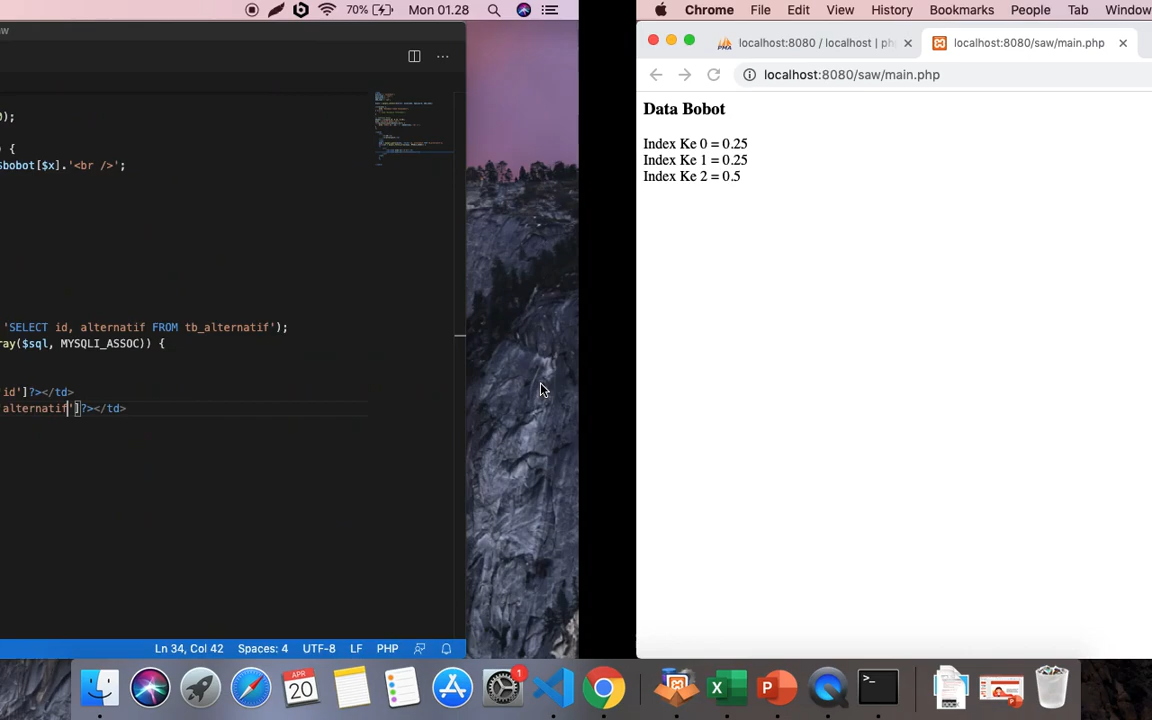 70%
Mon 01.28
);
) {
$bobot[$x].'<br />';
'SELECT id, alternatif FROM tb_alternatif');
ray($sql, MYSQLI_ASSOC)) {
id']?></td>
alternatif']?></td>
Ln 34, Col 42
Spaces: 4
UTF-8
LF
PHP
Chrome File Edit View History Bookmarks People Tab Window
localhost:8080 / localhost | ph
localhost:8080/saw/main.php
localhost:8080/saw/main.php
Data Bobot
Index Ke 0 = 0.25
Index Ke 1 = 0.25
Index Ke 2 = 0.5
APR
20
1